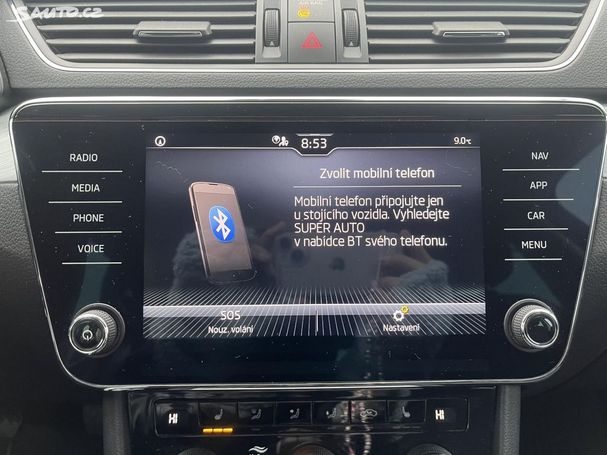 SAUTO.CZ
RADIO
MEDIA
PHONE
VOICE
8:53
9.0°C
Zvolit mobilní telefon
Mobilní telefon připojujte jen
u stojícího vozidla. Vyhledejte
SUPER AUTO
v nabídce BT svého telefonu.
SOS
Nouz. volání
Nastavení
NAV
APP
CAR
MENU
HI
HI